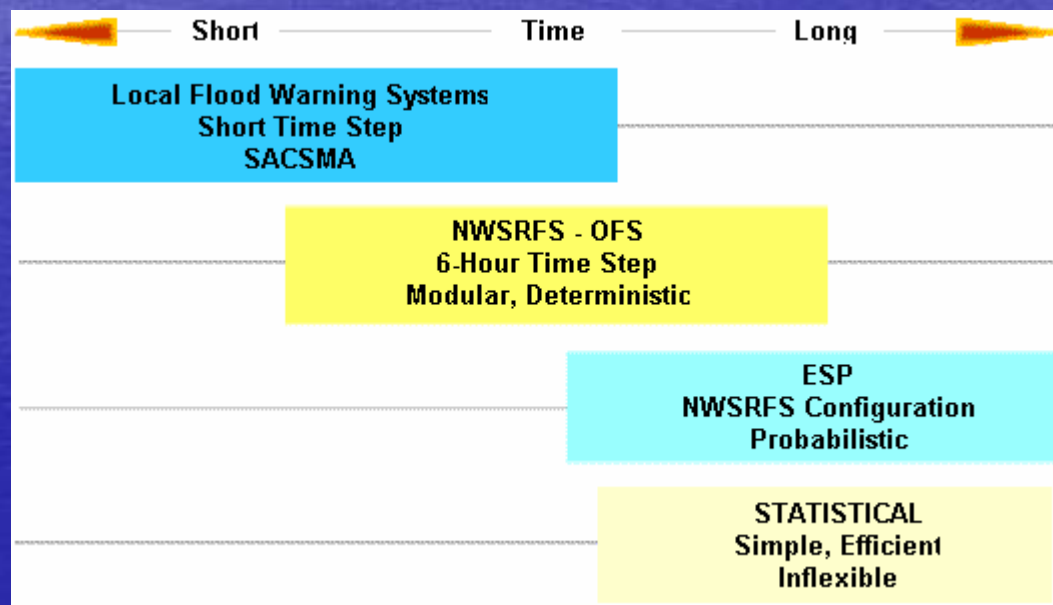 Short Time Long
Local Flood Warning Systems
Short Time Step
SACSMA
NWSRFS - OFS
6-Hour Time Step
Modular, Deterministic
ESP
NWSRFS Configuration
Probabilistic
STATISTICAL
Simple, Efficient
Inflexible